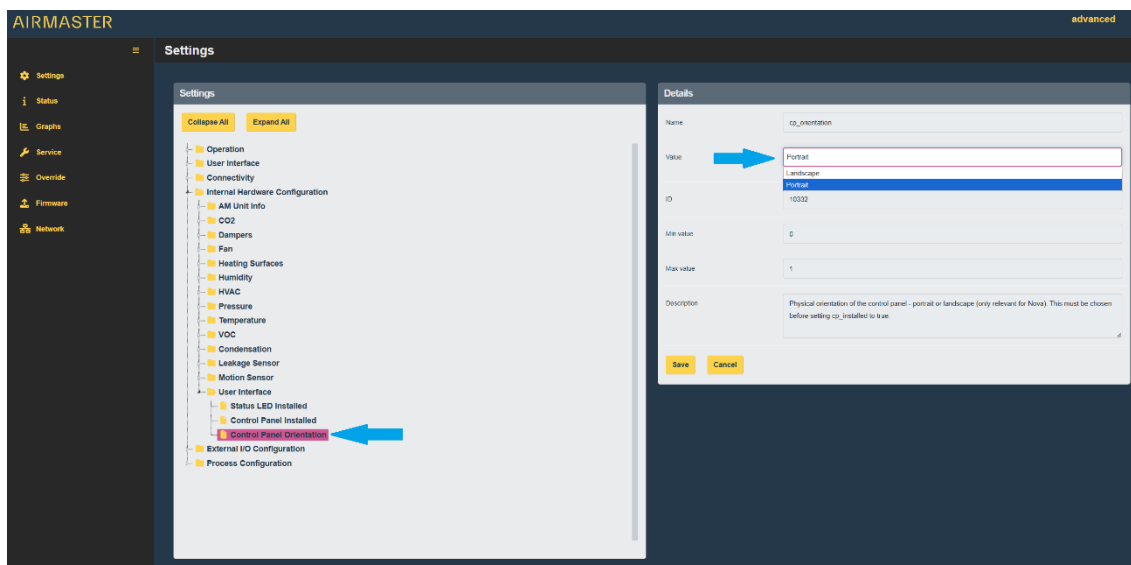 AIRMASTER
advanced
Settings
Settings
Status
Graphs
Service
Override
Firmware
Network
Settings
Collapse All
Expand All
Operation
User Interface
Connectivity
Internal Hardware Configuration
AM Unit Info
CO2
Dampers
Fan
Heating Surfaces
Humidity
HVAC
Pressure
Temperature
VOC
Condensation
Leakage Sensor
Motion Sensor
User Interface
Status LED Installed
Control Panel Installed
Control Panel Orientation
External I/O Configuration
Process Configuration
Details
Name
cp_orientation
Value
Portrait
Landscape
Portrait
ID
10332
Min value
0
Max value
1
Description
Physical orientation of the control panel - portrait or landscape (only relevant for Nova). This must be chosen
before setting cp_installed to true.
Save
Cancel